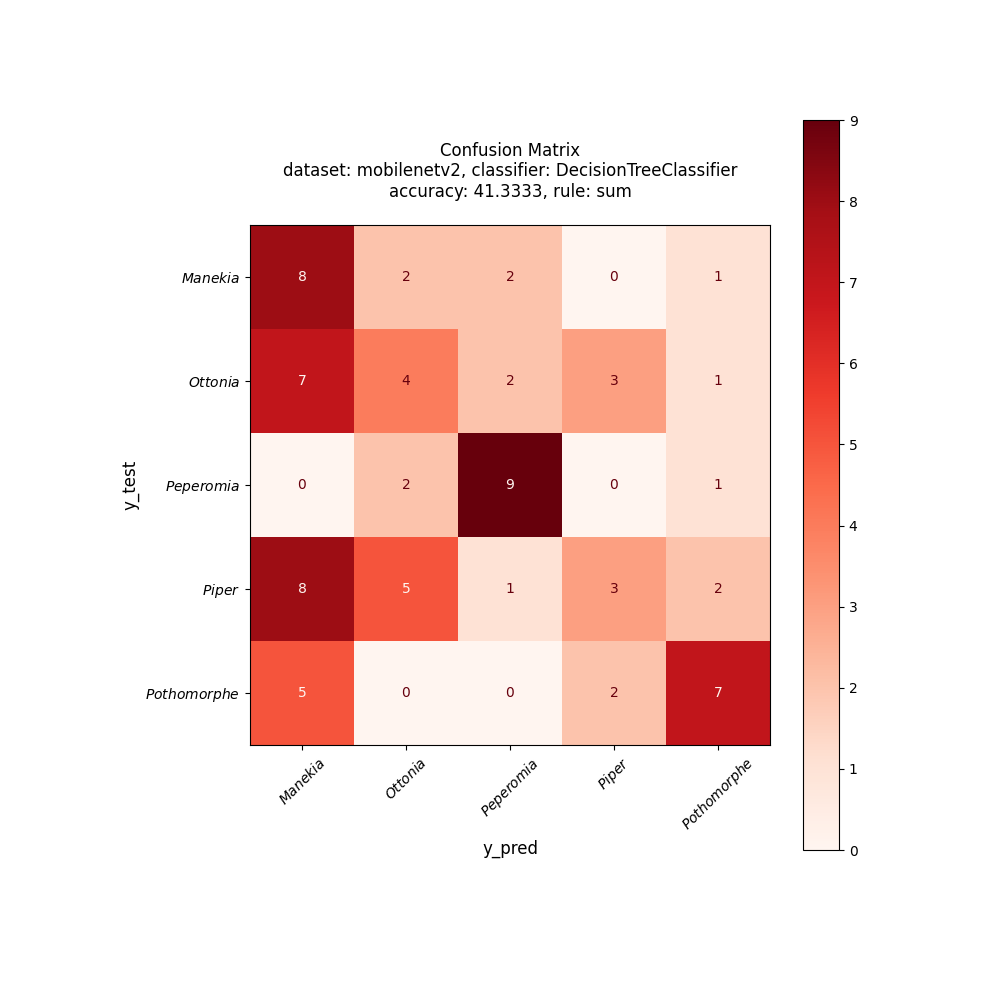 Confusion Matrix
dataset: mobilenetv2, classifier: DecisionTreeClassifier
accuracy: 41.3333, rule: sum
Manekia 8 2 2 0 1
Ottonia 7 4 2 3 1
Peperomia 0 2 9 0 1
Piper 8 5 1 3 2
Pothomorphe 5 0 0 2 7
y_test
Manekia Ottonia Peperomia Piper Pothomorphe
y_pred
9
8
7
6
5
4
3
2
1
0